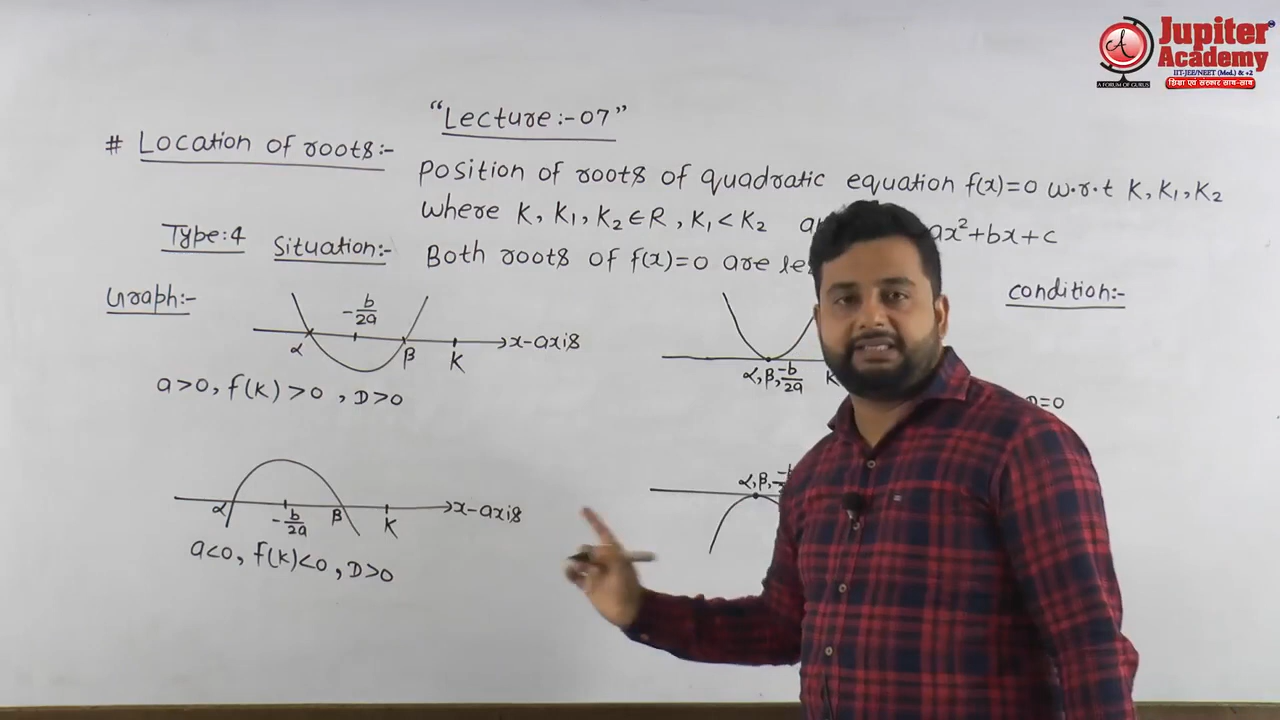 Jupiter
Academy
IIT-JEE/NEET (Med.) & +2
A FORUM OF GURUS
शिक्षा एवं संस्कार साथ-साथ
"Lecture:-07"
# Location of roots:-
Position of roots of quadratic equation f(x)=0 w.r.t K, K₁, K₂
where K, K₁, K₂ ∈ R, K₁ < K₂
ax²+bx+c
Type:4 Situation:- Both roots of f(x)=0 are
Graph:-
condition:-
-b/2a
α β K x-axis
α, β, -b/2a K
a>0, f(K)>0, D>0
D=0
α -b/2a β K x-axis
α, β,
a<0, f(K)<0, D>0